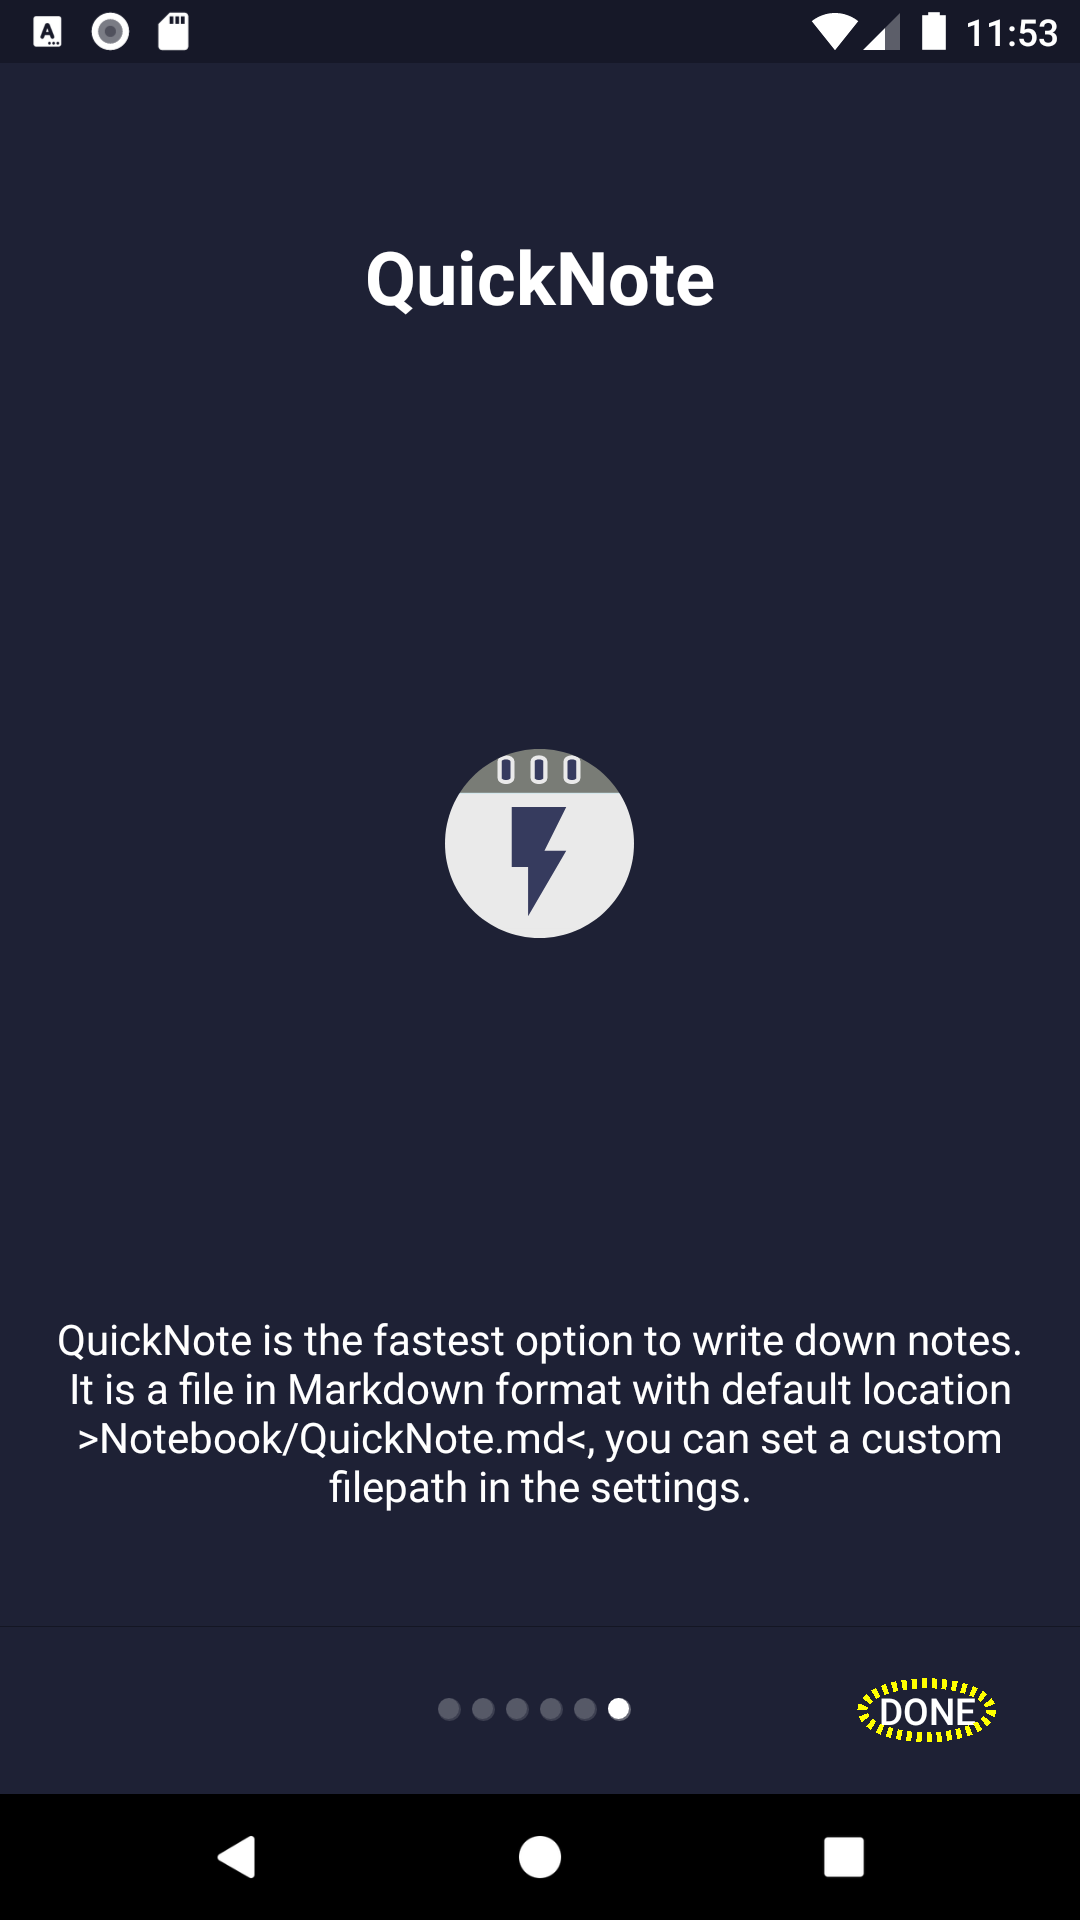 11:53
QuickNote
QuickNote is the fastest option to write down notes.
It is a file in Markdown format with default location
>Notebook/QuickNote.md<, you can set a custom
filepath in the settings.
DONE